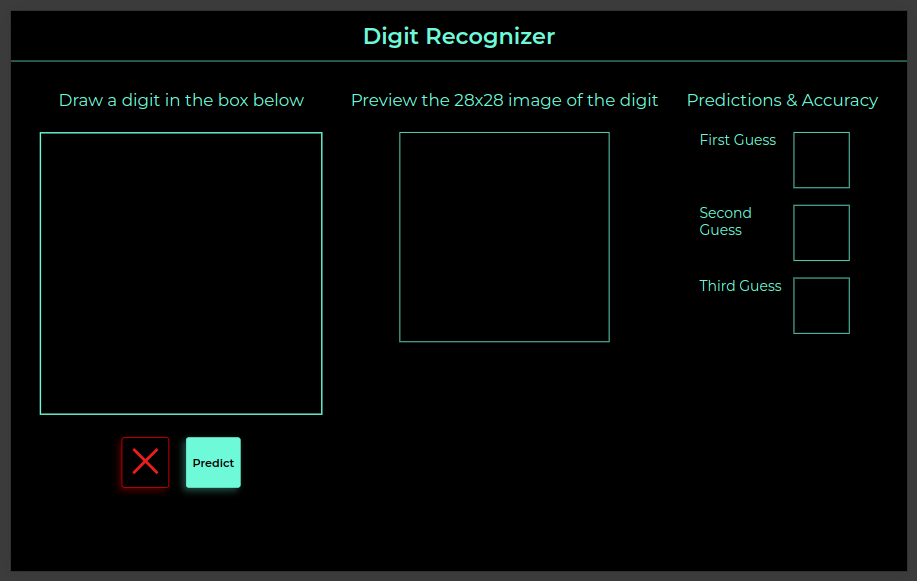 Digit Recognizer
Draw a digit in the box below
Preview the 28x28 image of the digit
Predictions & Accuracy
First Guess
Second
Guess
Third Guess
Predict